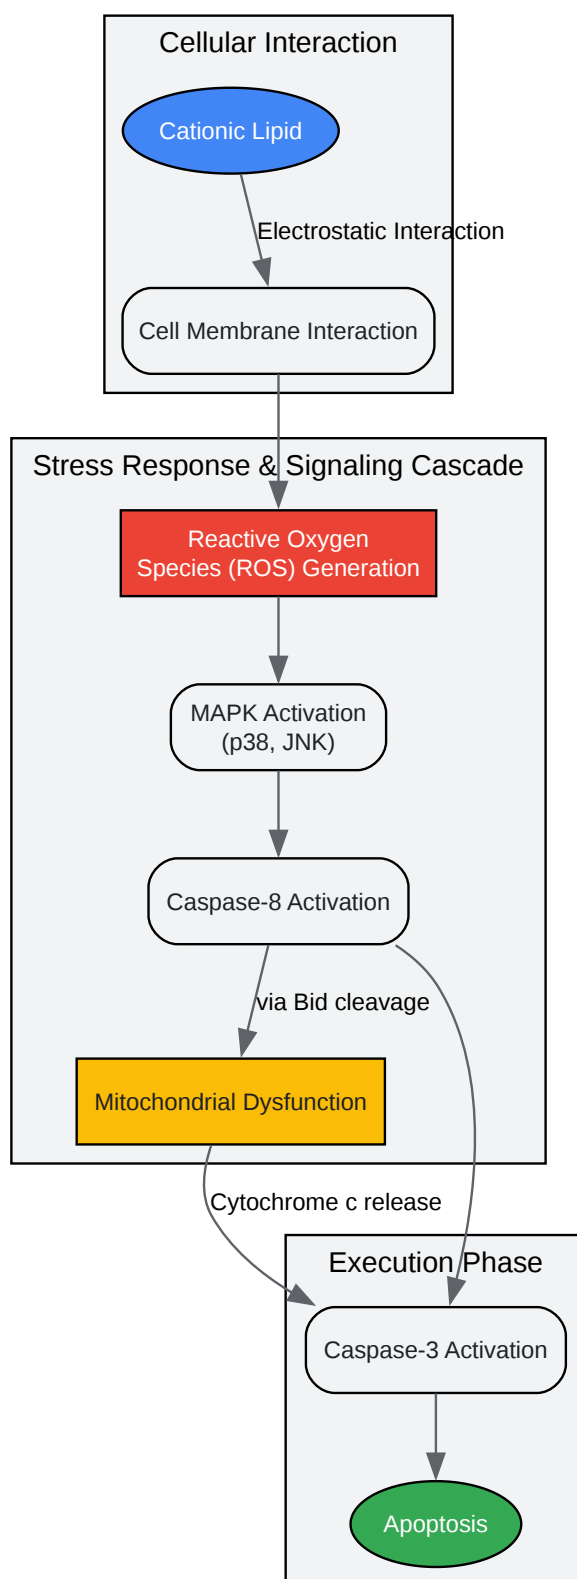 Cellular Interaction
Cationic Lipid
Electrostatic Interaction
Cell Membrane Interaction
Stress Response & Signaling Cascade
Reactive Oxygen
Species (ROS) Generation
MAPK Activation
(p38, JNK)
Caspase-8 Activation
via Bid cleavage
Mitochondrial Dysfunction
Cytochrome c release
Execution Phase
Caspase-3 Activation
Apoptosis